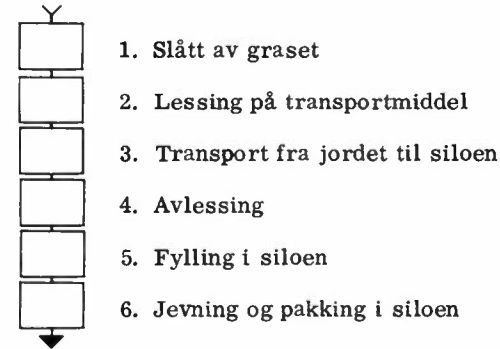 1. Slått av graset
2. Lessing på transportmiddel
3. Transport fra jordet til siloen
4. Avlessing
5. Fylling i siloen
6. Jevning og pakking i siloen